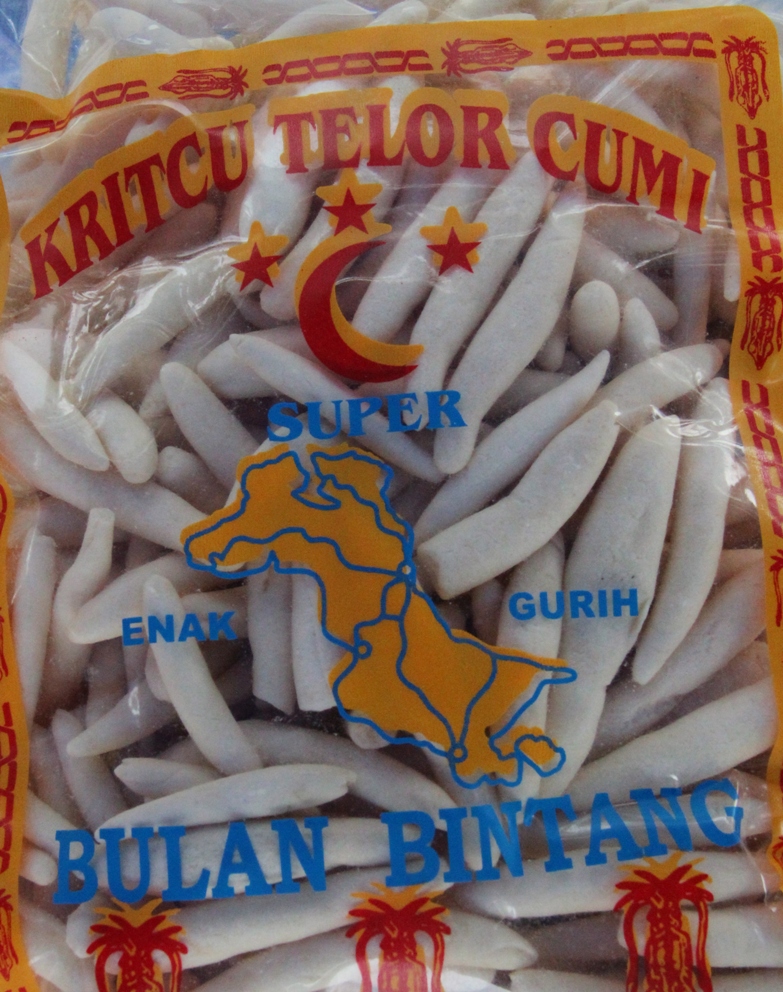 KRITCU TELOR CUMI
SUPER
ENAK GURIH
BULAN BINTANG